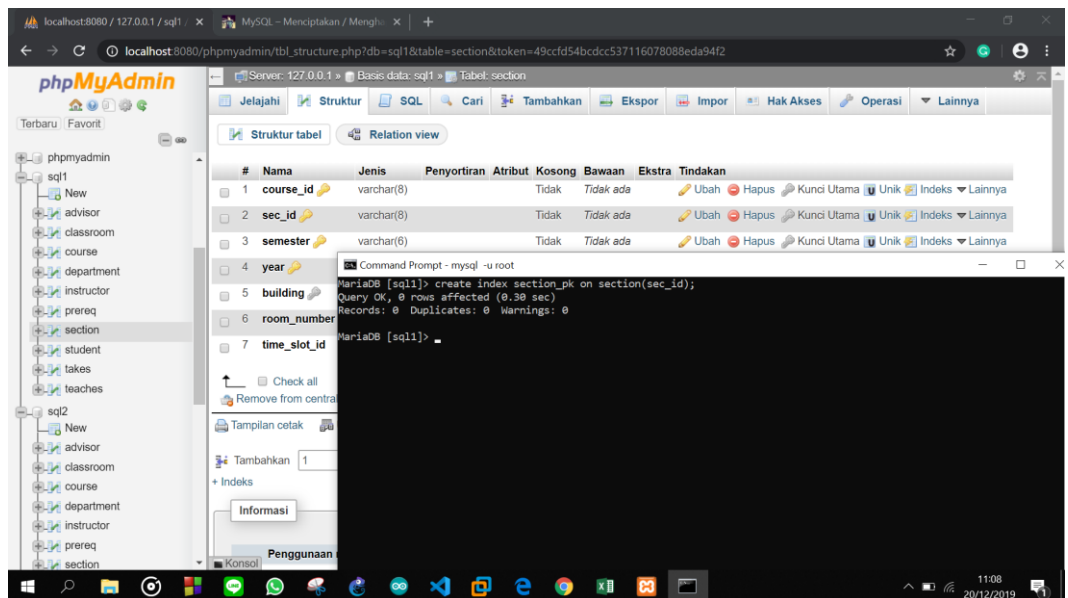 localhost:8080 / 127.0.0.1 / sql1 /
MySQL – Menciptakan / Mengha
localhost:8080/phpmyadmin/tbl_structure.php?db=sql1&table=section&token=49ccfd54bcdcc537116078088eda94f2
phpMyAdmin
Terbaru Favorit
phpmyadmin
sql1
New
advisor
classroom
course
department
instructor
prereq
section
student
takes
teaches
sql2
New
advisor
classroom
course
department
instructor
prereq
section
Server: 127.0.0.1 » Basis data: sql1 » Tabel: section
Jelajahi Struktur SQL Cari Tambahkan Ekspor Impor Hak Akses Operasi Lainnya
Struktur tabel Relation view
# Nama Jenis Penyortiran Atribut Kosong Bawaan Ekstra Tindakan
1 course_id varchar(8) Tidak Tidak ada Ubah Hapus Kunci Utama Unik Indeks Lainnya
2 sec_id varchar(8) Tidak Tidak ada Ubah Hapus Kunci Utama Unik Indeks Lainnya
3 semester varchar(6) Tidak Tidak ada Ubah Hapus Kunci Utama Unik Indeks Lainnya
4 year
5 building
6 room_number
7 time_slot_id
Check all
Remove from central
Tampilan cetak
Tambahkan 1
+ Indeks
Informasi
Penggunaan
Konsol
Command Prompt - mysql -u root
MariaDB [sql1]> create index section_pk on section(sec_id);
Query OK, 0 rows affected (0.30 sec)
Records: 0 Duplicates: 0 Warnings: 0
MariaDB [sql1]>
11:08
20/12/2019